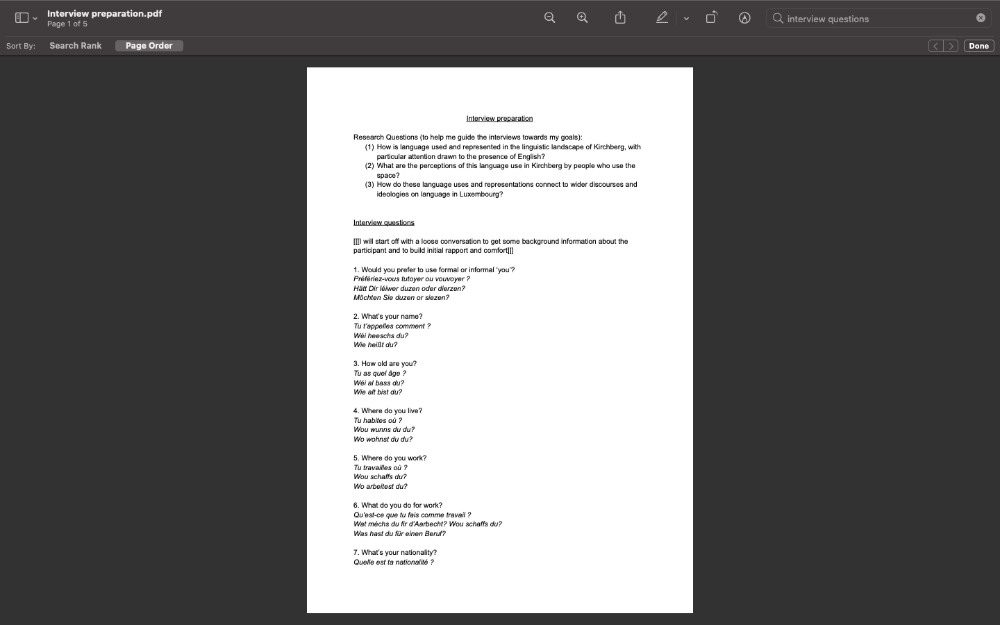 Interview preparation.pdf
Page 1 of 5
interview questions
Sort By: Search Rank Page Order Done
Interview preparation
Research Questions (to help me guide the interviews towards my goals):
(1) How is language used and represented in the linguistic landscape of Kirchberg, with
particular attention drawn to the presence of English?
(2) What are the perceptions of this language use in Kirchberg by people who use the
space?
(3) How do these language uses and representations connect to wider discourses and
ideologies on language in Luxembourg?
Interview questions
[[[I will start off with a loose conversation to get some background information about the
participant and to build initial rapport and comfort]]]
1. Would you prefer to use formal or informal ‘you’?
Préfériez-vous tutoyer ou vouvoyer ?
Hätt Dir léiwer duzen oder dierzen?
Möchten Sie duzen or siezen?
2. What’s your name?
Tu t’appelles comment ?
Wéi heeschs du?
Wie heißt du?
3. How old are you?
Tu as quel âge ?
Wéi al bass du?
Wie alt bist du?
4. Where do you live?
Tu habites où ?
Wou wunns du du?
Wo wohnst du du?
5. Where do you work?
Tu travailles où ?
Wou schaffs du?
Wo arbeitest du?
6. What do you do for work?
Qu’est-ce que tu fais comme travail ?
Wat méchs du fir d’Aarbecht? Wou schaffs du?
Was hast du für einen Beruf?
7. What’s your nationality?
Quelle est ta nationalité ?